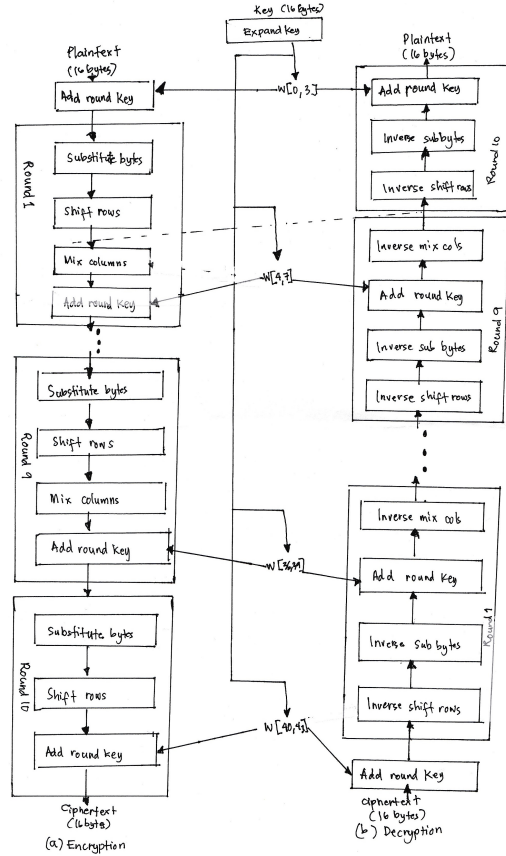 Key (16 bytes)
Expand key
Plaintext
(16 bytes)
Add round key
Round 1
Substitute bytes
Shift rows
Mix columns
Add round key
Round 9
Substitute bytes
Shift rows
Mix columns
Add round key
Round 10
Substitute bytes
Shift rows
Add round key
Ciphertext
(16 bytes)
(a) Encryption
W[0,3]
W[4,7]
W[40,43]
Plaintext
(16 bytes)
Add round key
Inverse subbytes
Inverse shift rows
Round 10
Inverse mix cols
Add round key
Inverse sub bytes
Inverse shift rows
Round 9
Inverse mix cols
Add round key
Inverse Sub bytes
Inverse shift rows
Round 1
Add round key
ciphertext
(16 bytes)
(b) Decryption